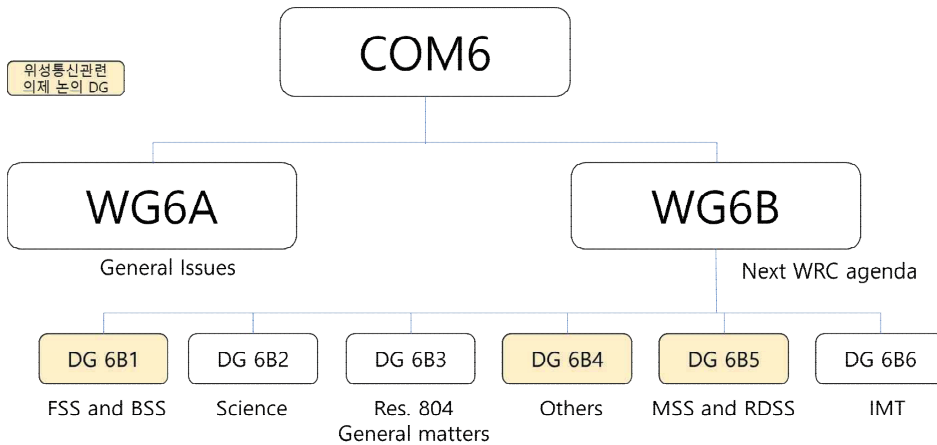 COM6
위성통신관련
의제 논의 DG
WG6A
WG6B
General Issues
Next WRC agenda
DG 6B1
DG 6B2
DG 6B3
DG 6B4
DG 6B5
DG 6B6
FSS and BSS
Science
Res. 804
General matters
Others
MSS and RDSS
IMT